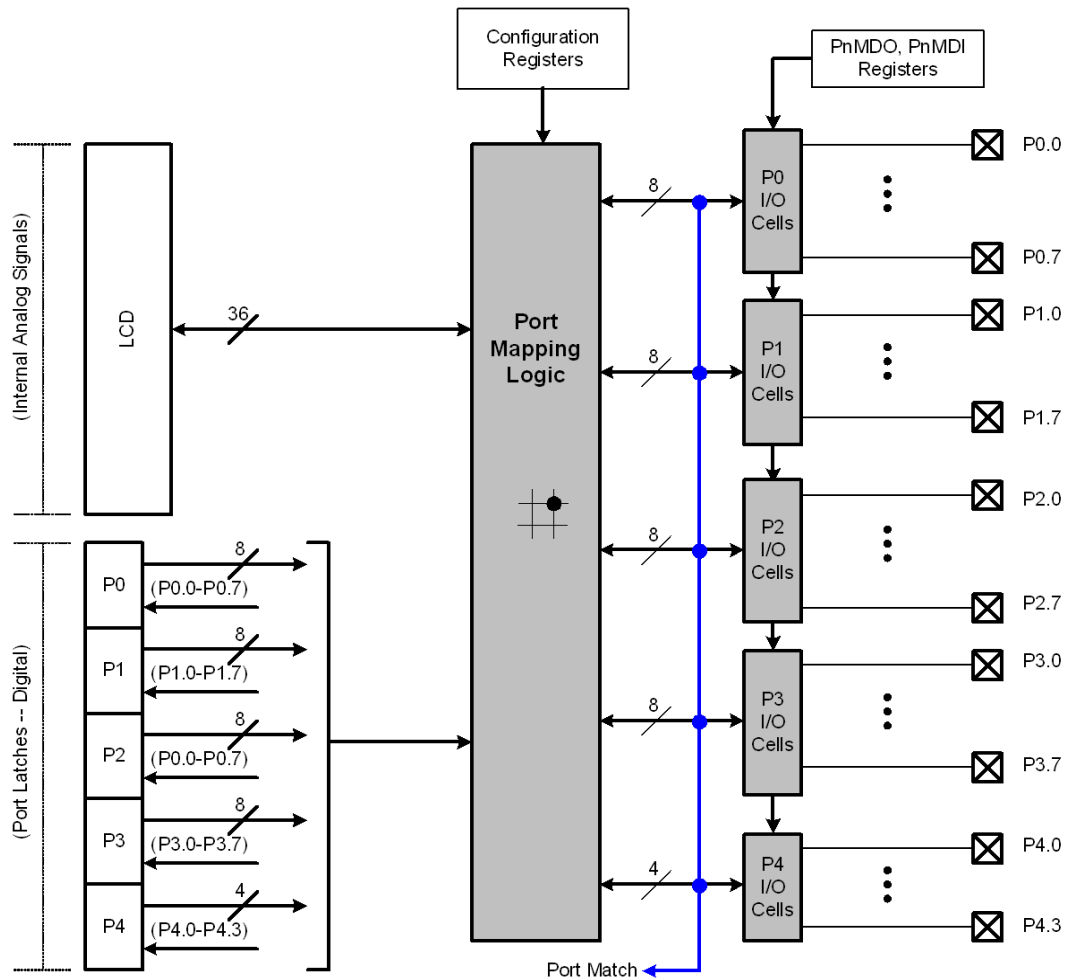 Configuration
Registers
PnMDO, PnMDI
Registers
(Internal Analog Signals)
LCD
36
Port
Mapping
Logic
8
P0
I/O
Cells
P0.0
P0.7
8
P1
I/O
Cells
P1.0
P1.7
8
P2
I/O
Cells
P2.0
P2.7
8
P3
I/O
Cells
P3.0
P3.7
4
P4
I/O
Cells
P4.0
P4.3
(Port Latches -- Digital)
P0
8
(P0.0-P0.7)
P1
8
(P1.0-P1.7)
P2
8
(P0.0-P0.7)
P3
8
(P3.0-P3.7)
P4
4
(P4.0-P4.3)
Port Match